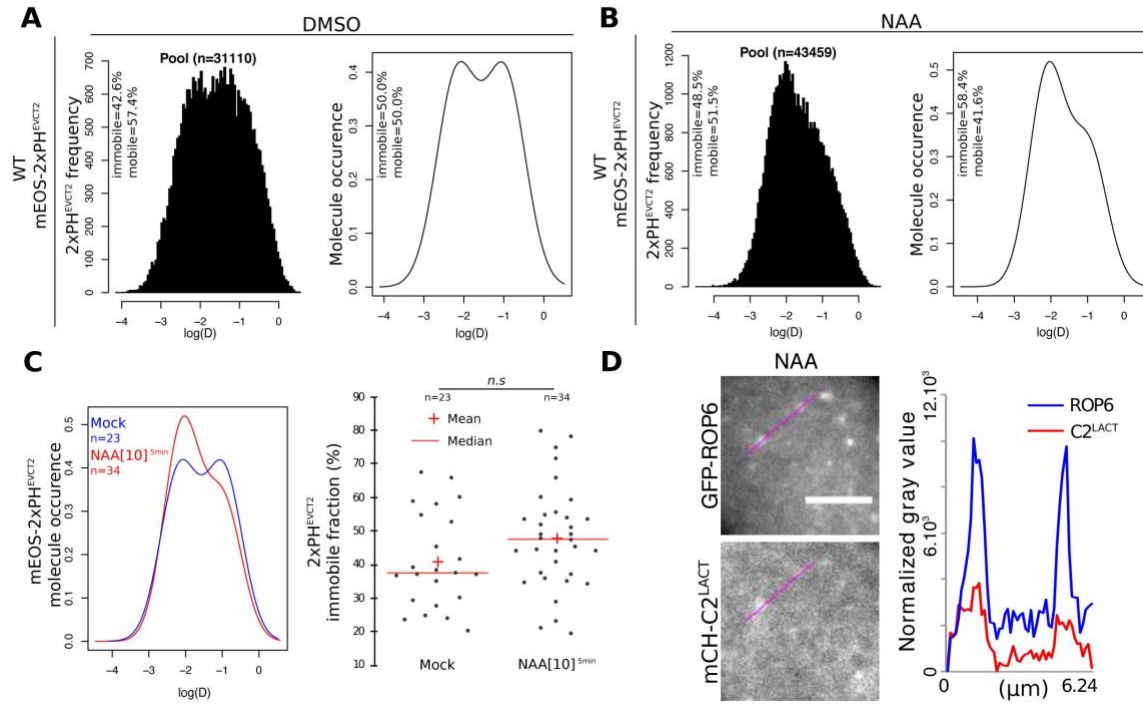 A
DMSO
WT
mEOS-2xPH^EVCT2
2xPH^EVCT2 frequency
immobile=42.6%
mobile=57.4%
Pool (n=31110)
0 100 200 300 400 500 600 700
−4 −3 −2 −1 0
log(D)
Molecule occurence
immobile=50.0%
mobile=50.0%
0.0 0.1 0.2 0.3 0.4
−4 −3 −2 −1 0
log(D)
B
NAA
WT
mEOS-2xPH^EVCT2
2xPH^EVCT2 frequency
immobile=48.5%
mobile=51.5%
Pool (n=43459)
0 200 400 600 800 1000 1200
−4 −3 −2 −1 0
log(D)
Molecule occurence
immobile=58.4%
mobile=41.6%
0.0 0.1 0.2 0.3 0.4 0.5
−4 −3 −2 −1 0
log(D)
C
mEOS-2xPH^EVCT2
molecule occurence
Mock
n=23
NAA[10]^5min
n=34
0.0 0.1 0.2 0.3 0.4 0.5
−4 −3 −2 −1 0
log(D)
2xPH^EVCT2
immobile fraction (%)
n.s
n=23
n=34
Mean
Median
90
80
70
60
50
40
30
20
10
Mock
NAA[10]^5min
D
NAA
GFP-ROP6
mCH-C2^LACT
Normalized gray value
12.10³
6.10³
0
ROP6
C2^LACT
0 (μm) 6.24